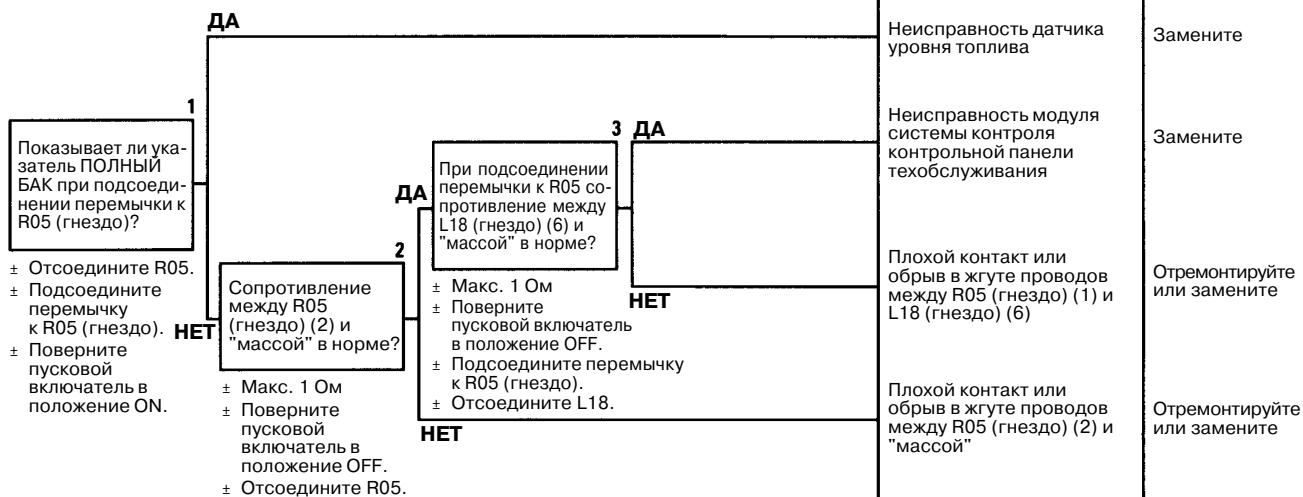 ДА
1
Показывает ли ука-
затель ПОЛНЫЙ
БАК при подсоеди-
нении перемычки к
R05 (гнездо)?
± Отсоедините R05.
± Подсоедините
перемычку
к R05 (гнездо).
± Поверните
пусковой
включатель в
положение ON.
НЕТ
2
Сопротивление
между R05
(гнездо) (2) и
"массой" в норме?
± Макс. 1 Ом
± Поверните
пусковой
включатель в
положение OFF.
± Отсоедините R05.
ДА
НЕТ
3
При подсоединении
перемычки к R05 со-
противление между
L18 (гнездо) (6) и
"массой" в норме?
± Макс. 1 Ом
± Поверните
пусковой включатель
в положение OFF.
± Подсоедините перемычку
к R05 (гнездо).
± Отсоедините L18.
ДА
НЕТ
Неисправность датчика
уровня топлива
Замените
Неисправность модуля
системы контроля
контрольной панели
техобслуживания
Замените
Плохой контакт или
обрыв в жгуте проводов
между R05 (гнездо) (1) и
L18 (гнездо) (6)
Отремонтируйте
или замените
Плохой контакт или
обрыв в жгуте проводов
между R05 (гнездо) (2) и
"массой"
Отремонтируйте
или замените